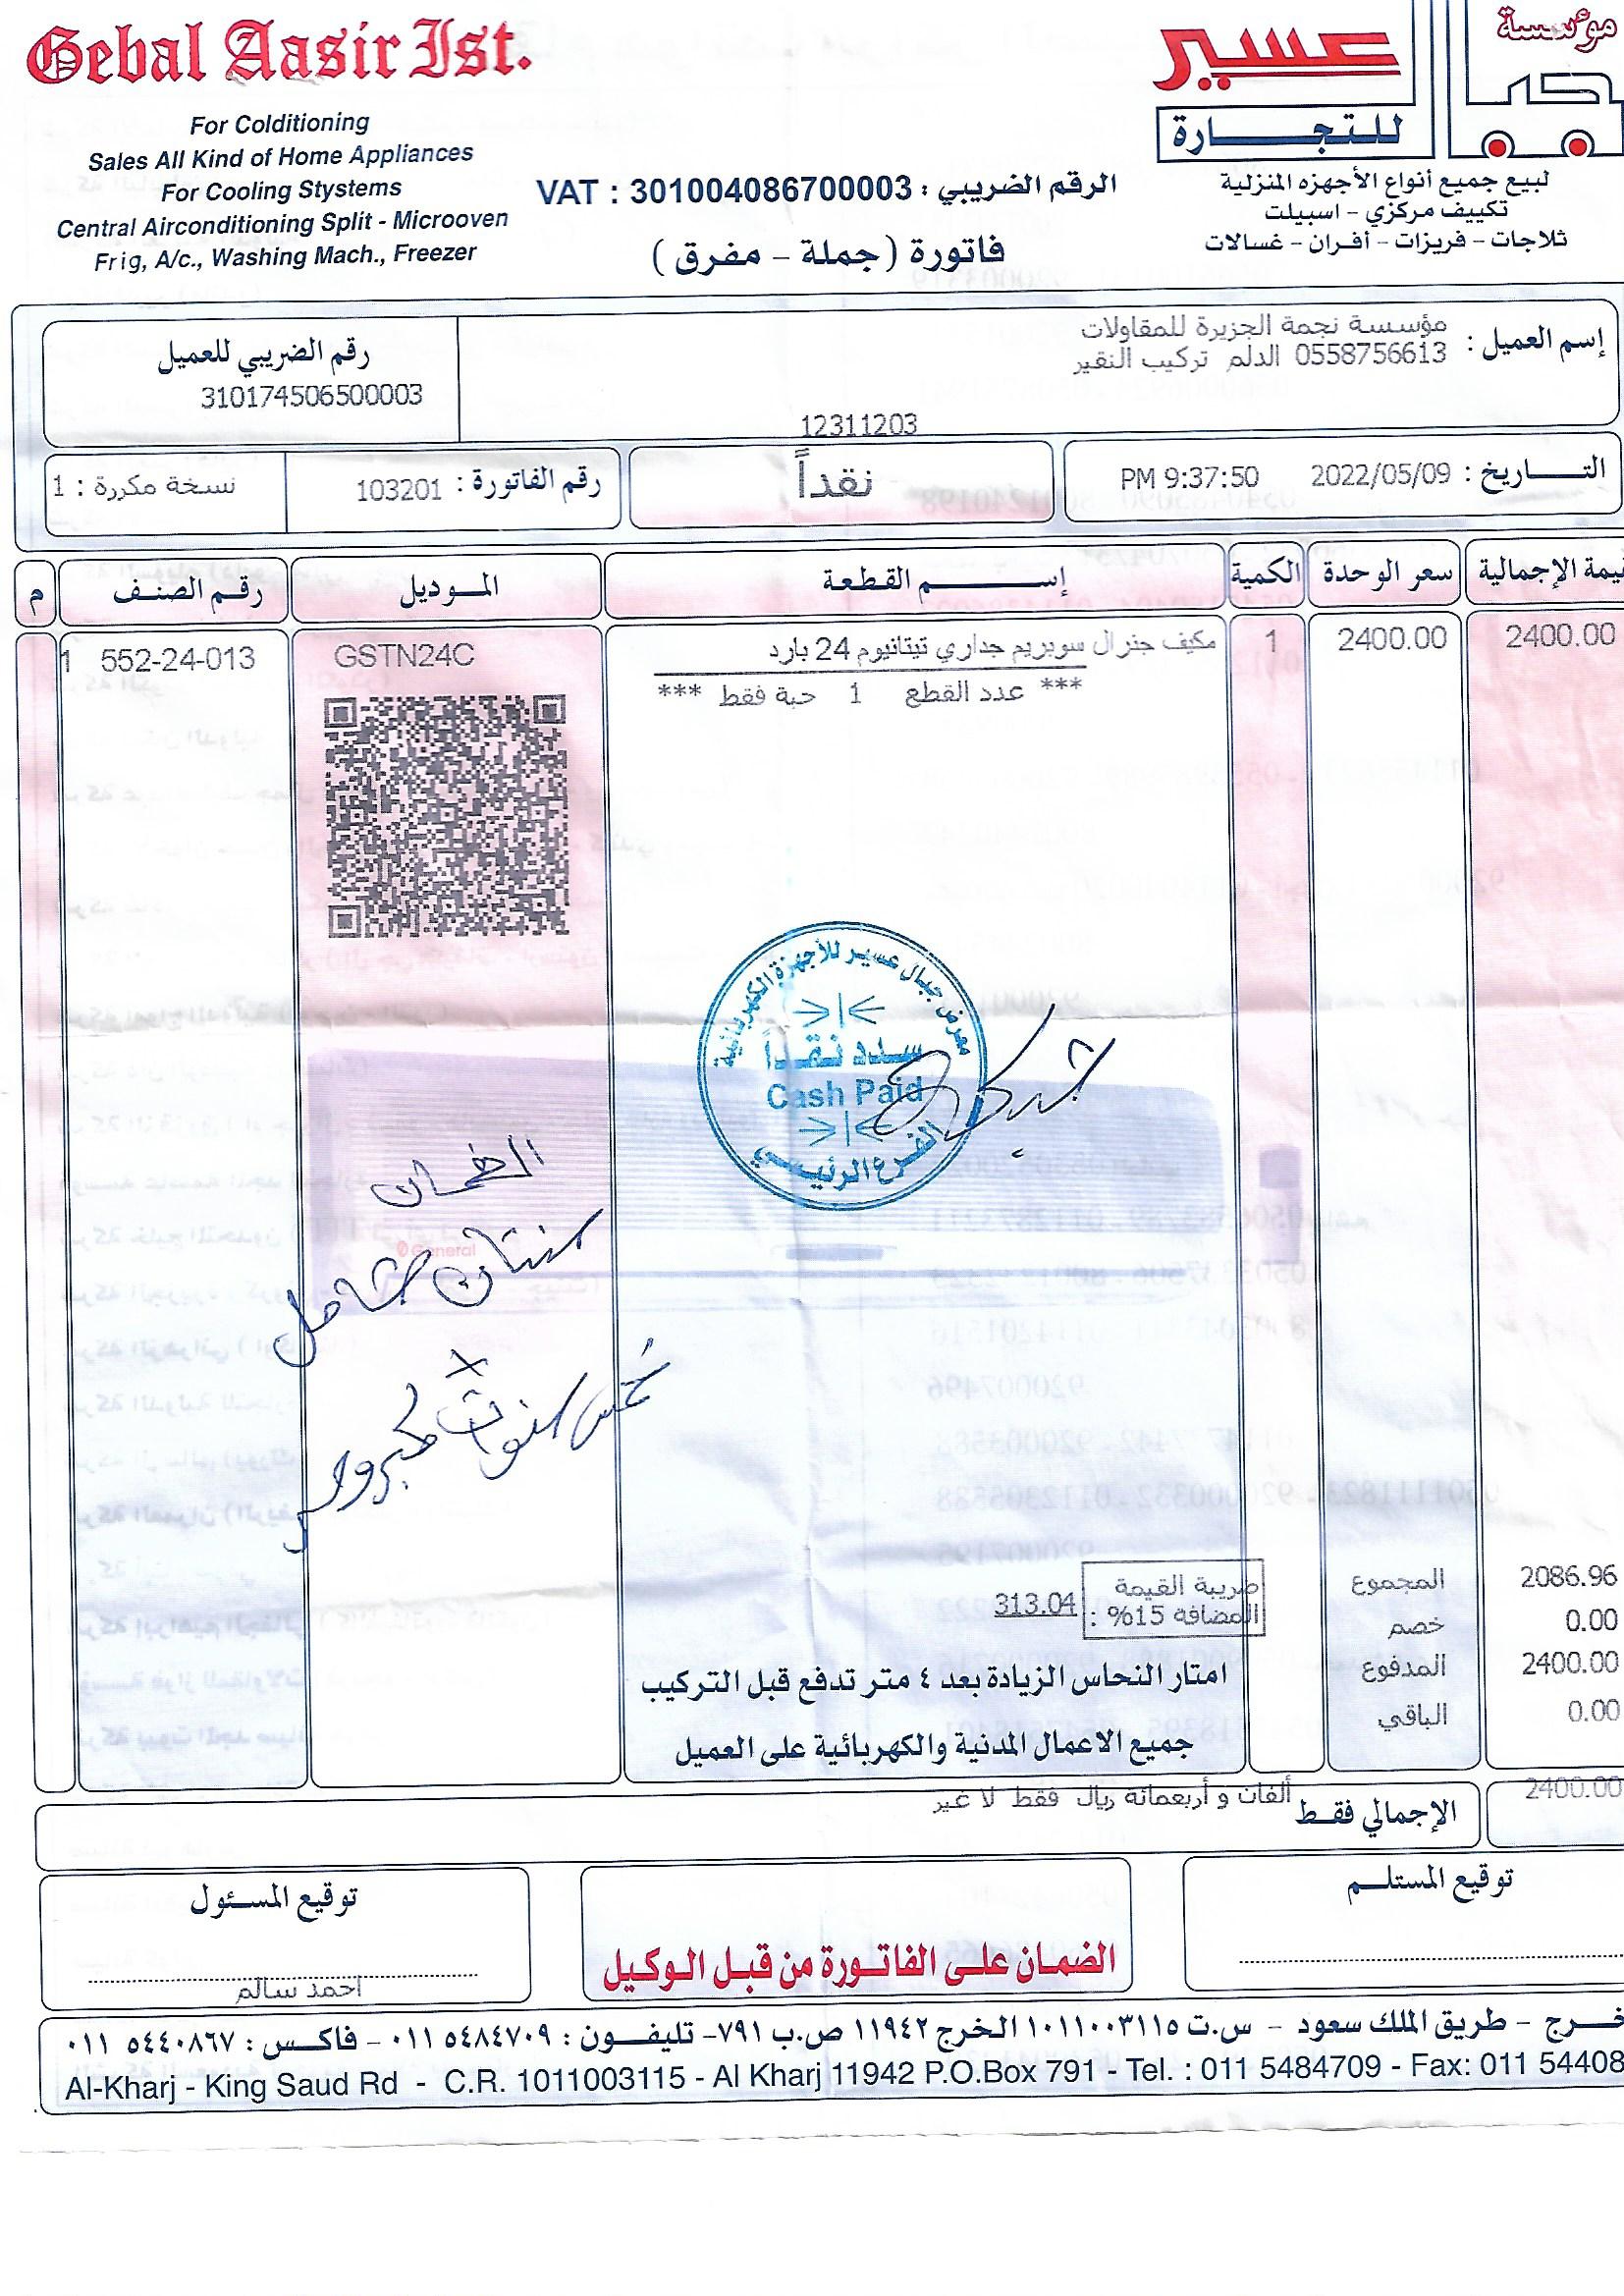 Gebal Aasir Ist.
For Colditioning
Sales All Kind of Home Appliances
For Cooling Stystems
Central Airconditioning Split - Microoven
Frig, A/c., Washing Mach., Freezer
مؤسسة
جبال
عسير
للتجارة
لبيع جميع أنواع الأجهزه المنزلية
تكييف مركزي - اسبيلت
ثلاجات - فريزات - أفران - غسالات
الرقم الضريبي : VAT : 301004086700003
فاتورة (جملة - مفرق)
إسم العميل : مؤسسة نجمة الجزيرة للمقاولات
0558756613 الدلم تركيب النقير
12311203
رقم الضريبي للعميل
310174506500003
التاريخ : 2022/05/09 PM 9:37:50
نقداً
رقم الفاتورة : 103201
نسخة مكررة : 1
م
رقم الصنف
الموديل
إسم القطعة
الكمية
سعر الوحدة
يمة الإجمالية
1 552-24-013 GSTN24C مكيف جنرال سوبريم جداري تيتانيوم 24 بارد 1 2400.00 2400.00
*** عدد القطع 1 حبة فقط ***
معرض جبال عسير للأجهزة الكهربائية
سدد نقداً
Cash Paid
الفرع الرئيسي
الضمان
سنتان شامل
General
خمس سنوات كمبروسر
المجموع 2086.96
ضريبة القيمة
المضافه 15% : 313.04
خصم 0.00
المدفوع 2400.00
الباقي 0.00
امتار النحاس الزيادة بعد ٤ متر تدفع قبل التركيب
جميع الاعمال المدنية والكهربائية على العميل
2400.00
الإجمالي فقط ألفان و أربعمائة ريال فقط لا غير
توقيع المستلم
الضمان على الفاتورة من قبل الوكيل
توقيع المسئول
احمد سالم
خرج - طريق الملك سعود - س.ت ١٠١١٠٠٣١١٥ الخرج ١١٩٤٢ ص.ب ٧٩١- تليفون : ٥٤٨٤٧٠٩ ٠١١ - فاكس : ٥٤٤٠٨٦٧ ٠١١
Al-Kharj - King Saud Rd - C.R. 1011003115 - Al Kharj 11942 P.O.Box 791 - Tel. : 011 5484709 - Fax: 011 54408